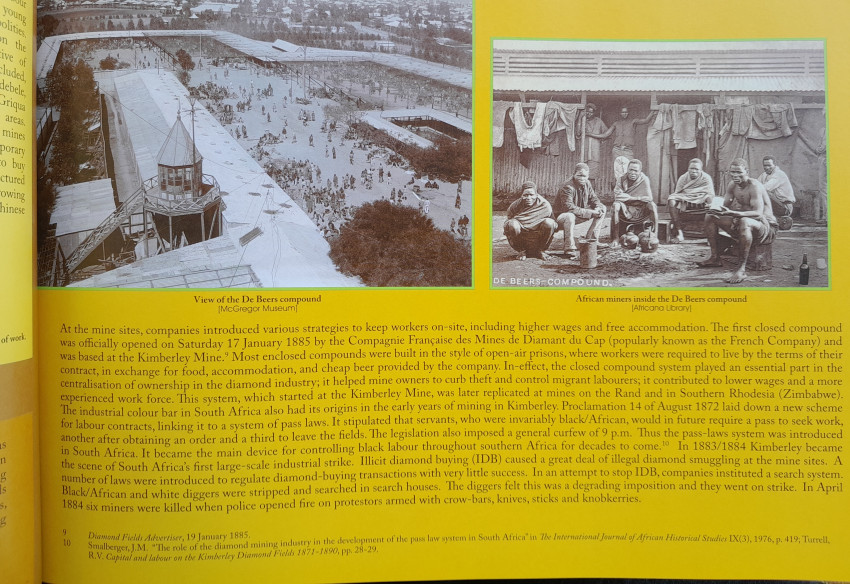 our
young
polities
on the
tive of
cluded,
debele,
Griqua
areas.
mines
porary
to buy
ctured
rowing
hinese
of work.
as
n
g
ls
s,
g
DE BEERS COMPOUND.
View of the De Beers compound
[McGregor Museum]
African miners inside the De Beers compound
[Africana Library]
At the mine sites, companies introduced various strategies to keep workers on-site, including higher wages and free accommodation. The first closed compound
was officially opened on Saturday 17 January 1885 by the Compagnie Française des Mines de Diamant du Cap (popularly known as the French Company) and
was based at the Kimberley Mine.⁹ Most enclosed compounds were built in the style of open-air prisons, where workers were required to live by the terms of their
contract, in exchange for food, accommodation, and cheap beer provided by the company. In-effect, the closed compound system played an essential part in the
centralisation of ownership in the diamond industry; it helped mine owners to curb theft and control migrant labourers; it contributed to lower wages and a more
experienced work force. This system, which started at the Kimberley Mine, was later replicated at mines on the Rand and in Southern Rhodesia (Zimbabwe).
The industrial colour bar in South Africa also had its origins in the early years of mining in Kimberley. Proclamation 14 of August 1872 laid down a new scheme
for labour contracts, linking it to a system of pass laws. It stipulated that servants, who were invariably black/African, would in future require a pass to seek work,
another after obtaining an order and a third to leave the fields. The legislation also imposed a general curfew of 9 p.m. Thus the pass-laws system was introduced
in South Africa. It became the main device for controlling black labour throughout southern Africa for decades to come.¹⁰ In 1883/1884 Kimberley became
the scene of South Africa's first large-scale industrial strike. Illicit diamond buying (IDB) caused a great deal of illegal diamond smuggling at the mine sites. A
number of laws were introduced to regulate diamond-buying transactions with very little success. In an attempt to stop IDB, companies instituted a search system.
Black/African and white diggers were stripped and searched in search houses. The diggers felt this was a degrading imposition and they went on strike. In April
1884 six miners were killed when police opened fire on protestors armed with crow-bars, knives, sticks and knobkerries.
9 Diamond Fields Advertiser, 19 January 1885.
10 Smalberger, J.M. "The role of the diamond mining industry in the development of the pass law system in South Africa" in The International Journal of African Historical Studies IX(3), 1976, p. 419; Turrell,
R.V. Capital and labour on the Kimberley Diamond Fields 1871-1890, pp. 28-29.